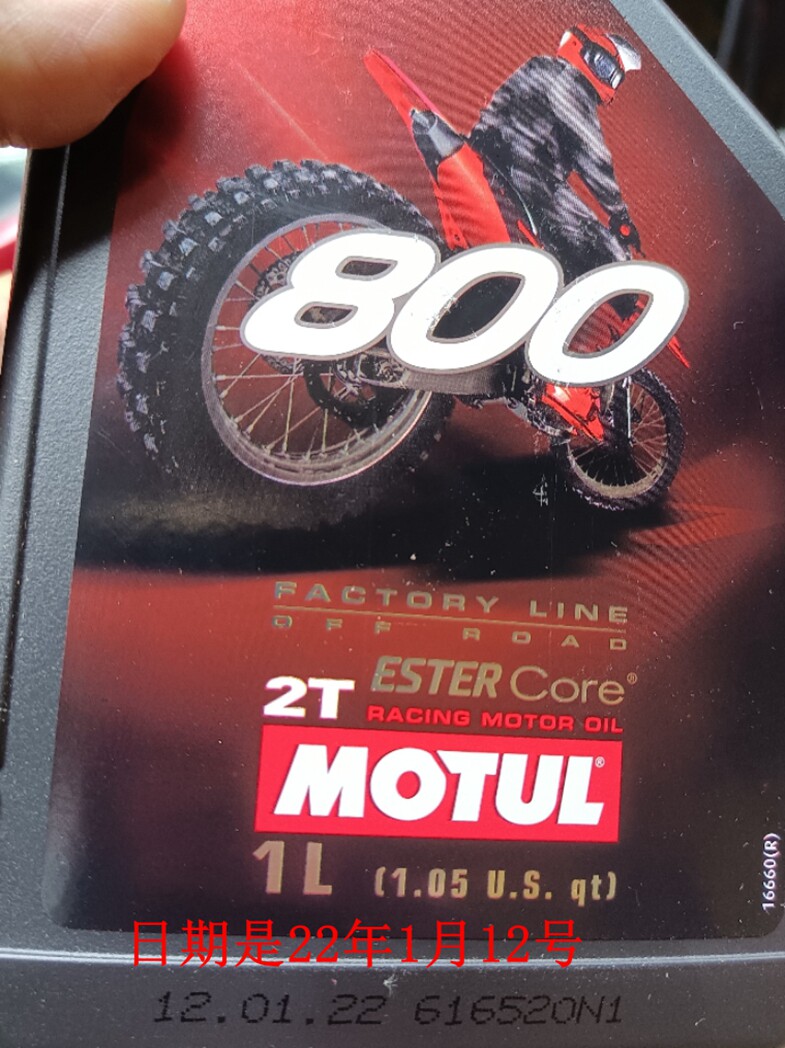 800
FACTORY LINE
OFF ROAD
2T ESTER Core®
RACING MOTOR OIL
MOTUL®
1L (1.05 U.S. qt)
16660(R)
日期是22年1月12号
12.01.22 616520N1